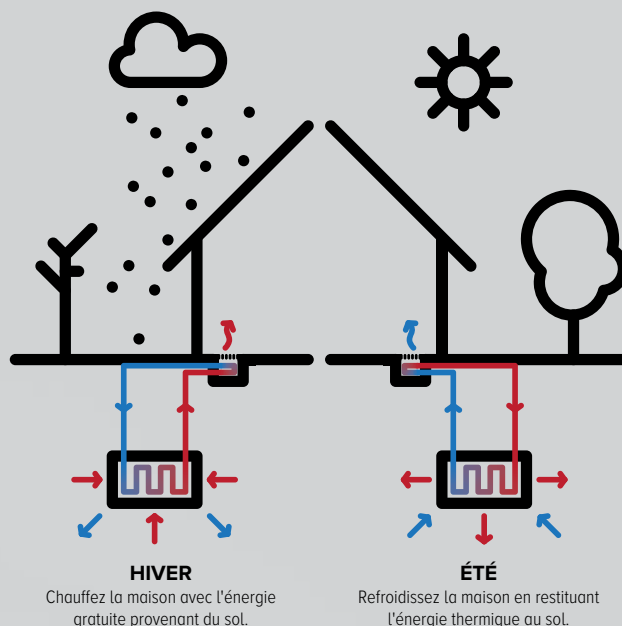 HIVER
Chauffez la maison avec l'énergie
gratuite provenant du sol.
ÉTÉ
Refroidissez la maison en restituant
l'énergie thermique au sol.